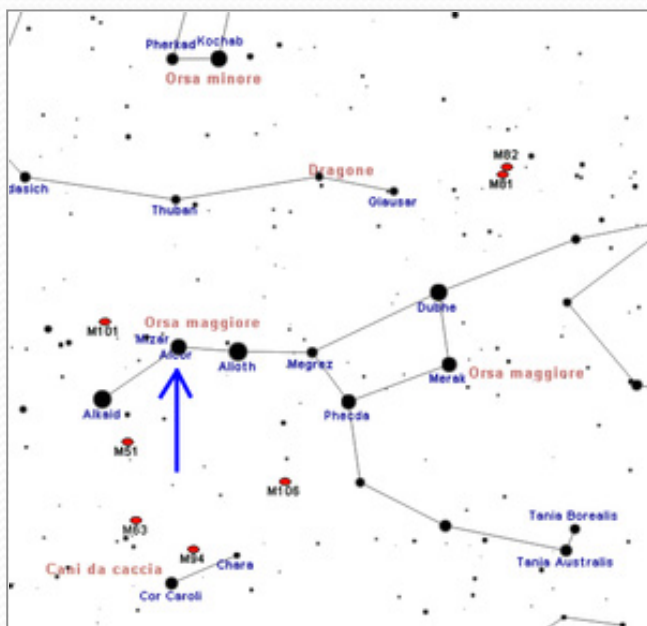 Pherkad
Kochab
Orsa minore
M82
M81
Dragone
Giausar
dasich
Thuban
Dubhe
M101
Orsa maggiore
Mizar
Alcor
Alioth
Megrez
Merak
Orsa maggiore
Alkaid
Phecda
M51
M106
M63
Tania Borealis
M94
Chara
Tania Australis
Cani da caccia
Cor Caroli